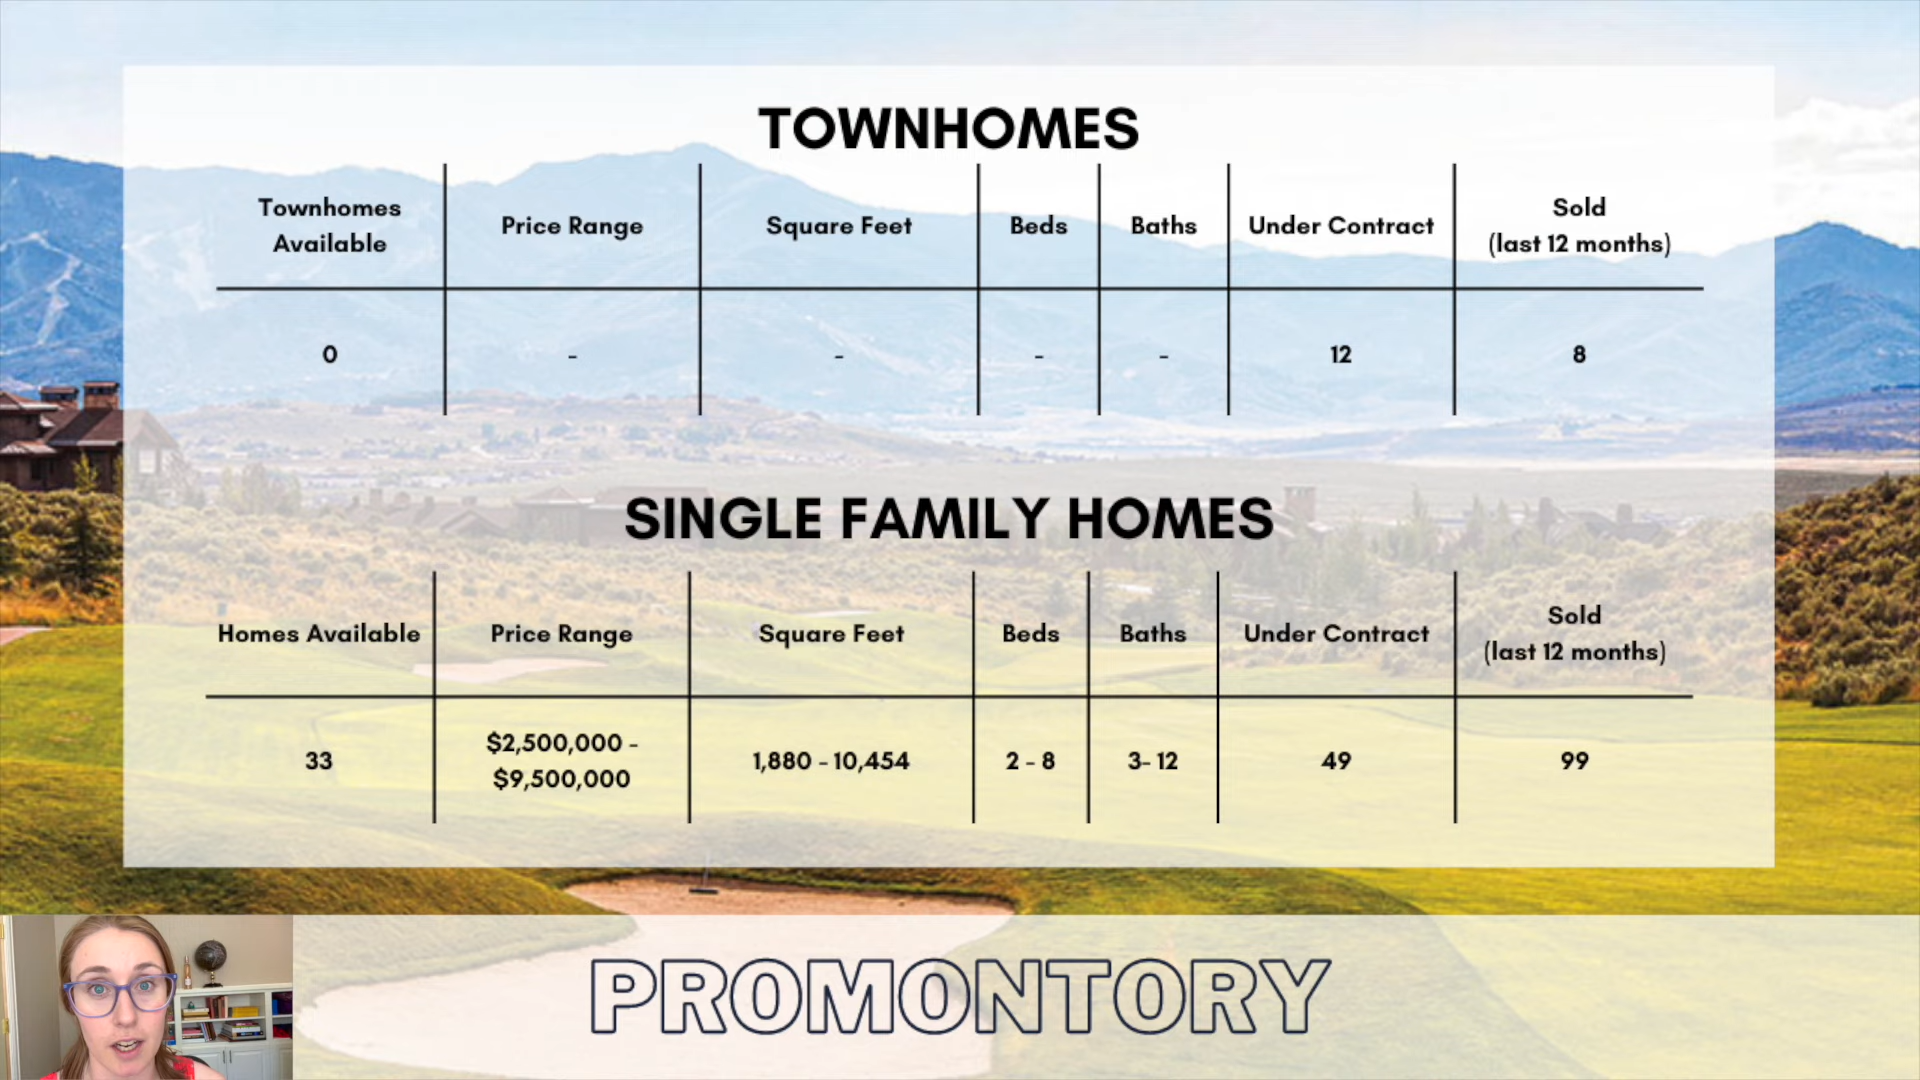 TOWNHOMES
Townhomes
Available
Price Range
Square Feet
Beds
Baths
Under Contract
Sold
(last 12 months)
0
-
-
-
-
12
8
SINGLE FAMILY HOMES
Homes Available
Price Range
Square Feet
Beds
Baths
Under Contract
Sold
(last 12 months)
33
$2,500,000 -
$9,500,000
1,880 - 10,454
2 - 8
3- 12
49
99
PROMONTORY